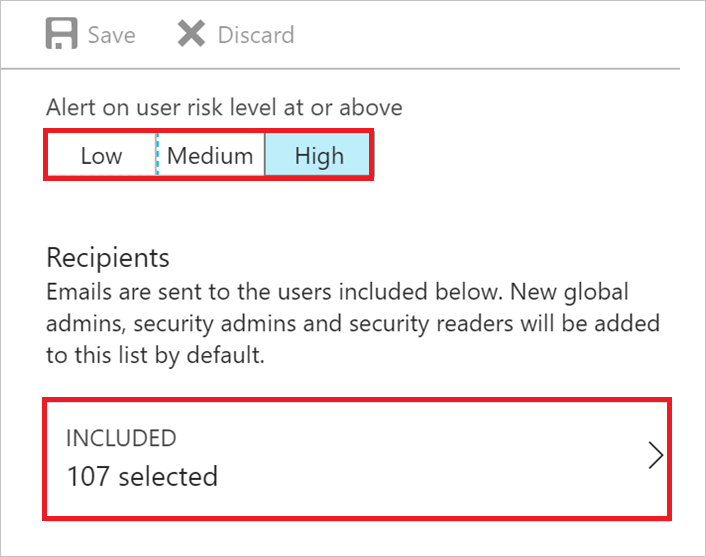 Save Discard
Alert on user risk level at or above
Low Medium High
Recipients
Emails are sent to the users included below. New global
admins, security admins and security readers will be added
to this list by default.
INCLUDED
107 selected